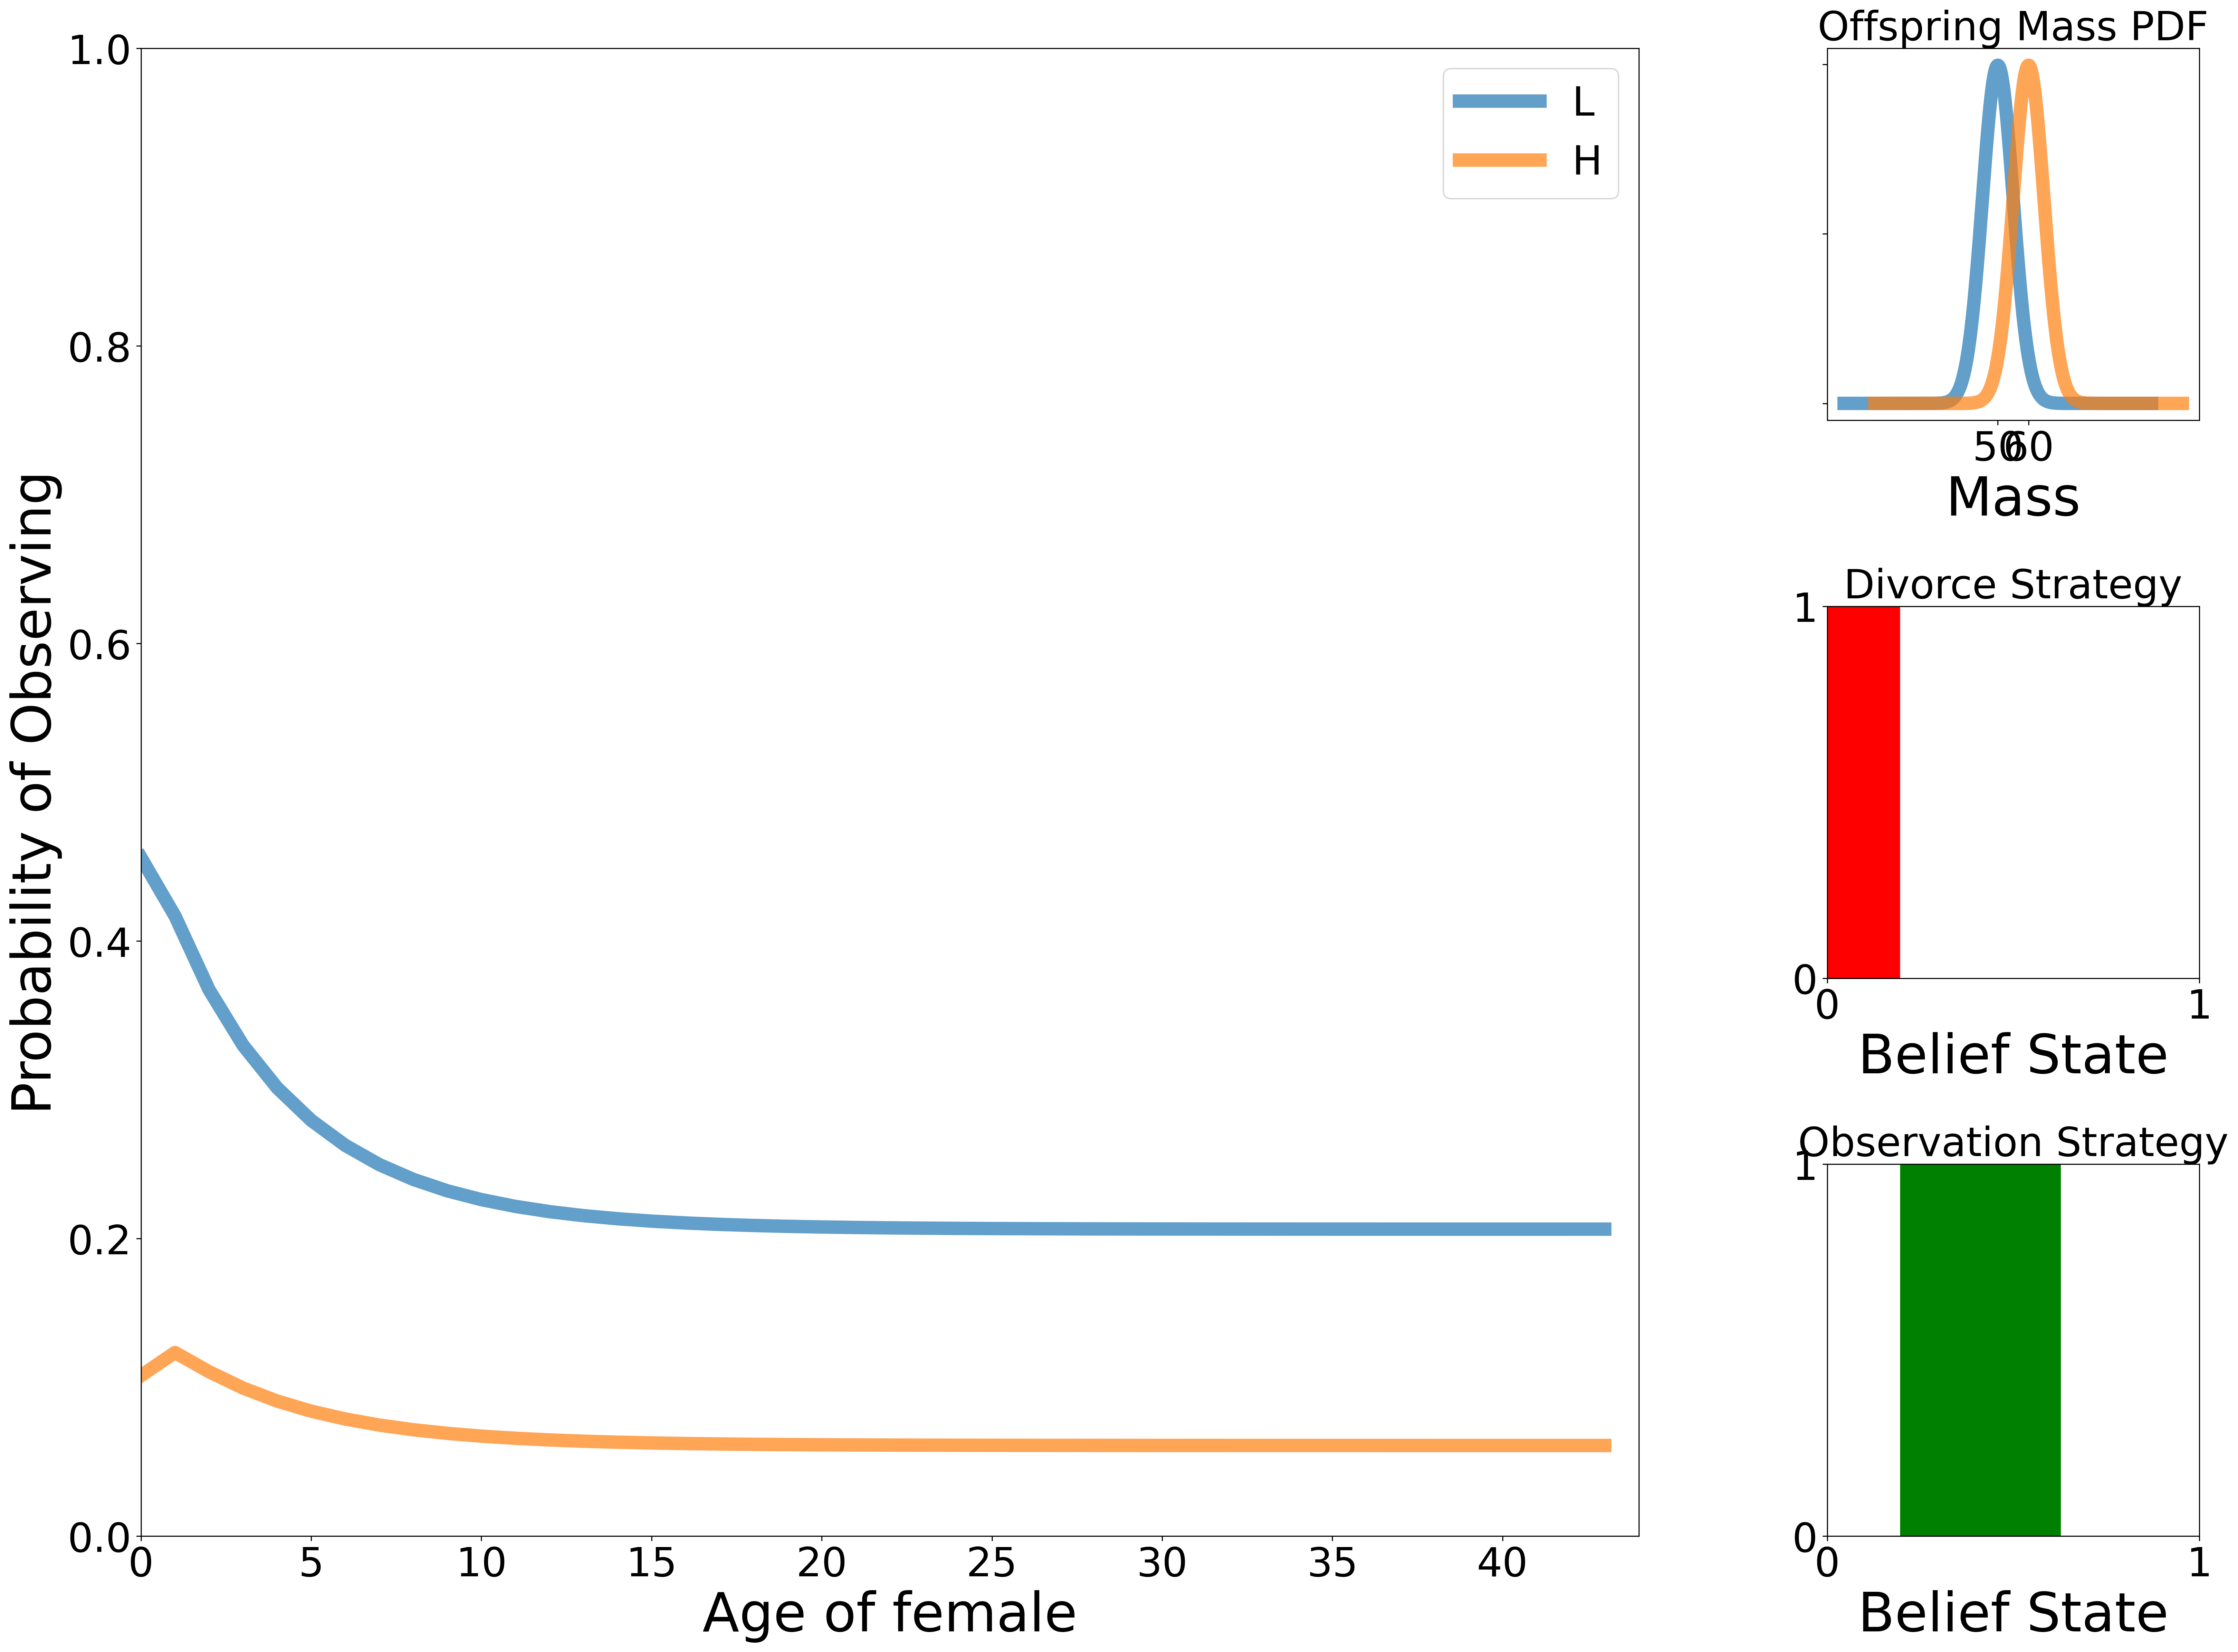 Probability of Observing
1.0
0.8
0.6
0.4
0.2
0.0
0 5 10 15 20 25 30 35 40
Age of female
L
H
Offspring Mass PDF
50 60
Mass
Divorce Strategy
1
0
0 1
Belief State
Observation Strategy
1
0
0 1
Belief State